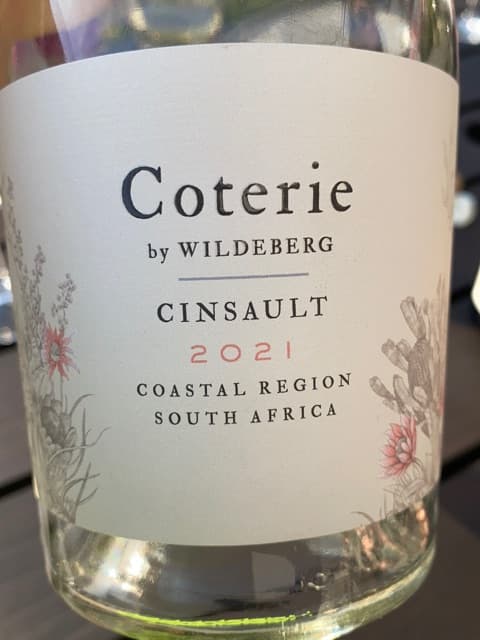 Coterie
by WILDEBERG
CINSAULT
2021
COASTAL REGION
SOUTH AFRICA